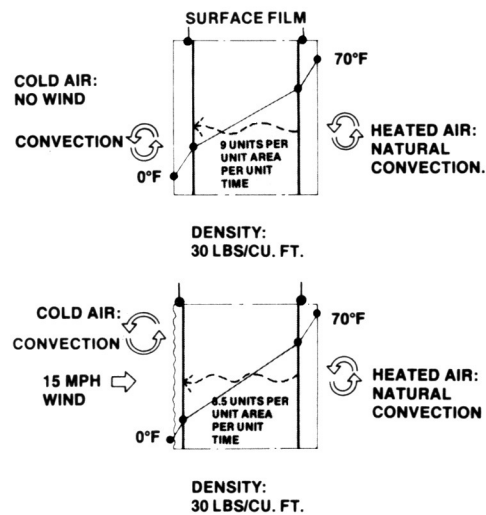 SURFACE FILM
70°F
COLD AIR:
NO WIND
CONVECTION
HEATED AIR:
NATURAL
CONVECTION.
9 UNITS PER
UNIT AREA
PER UNIT
TIME
0°F
DENSITY:
30 LBS/CU. FT.
COLD AIR:
CONVECTION
70°F
15 MPH
WIND
HEATED AIR:
NATURAL
CONVECTION
UNITS PER
UNIT AREA
PER UNIT
TIME
0°F
DENSITY:
30 LBS/CU. FT.